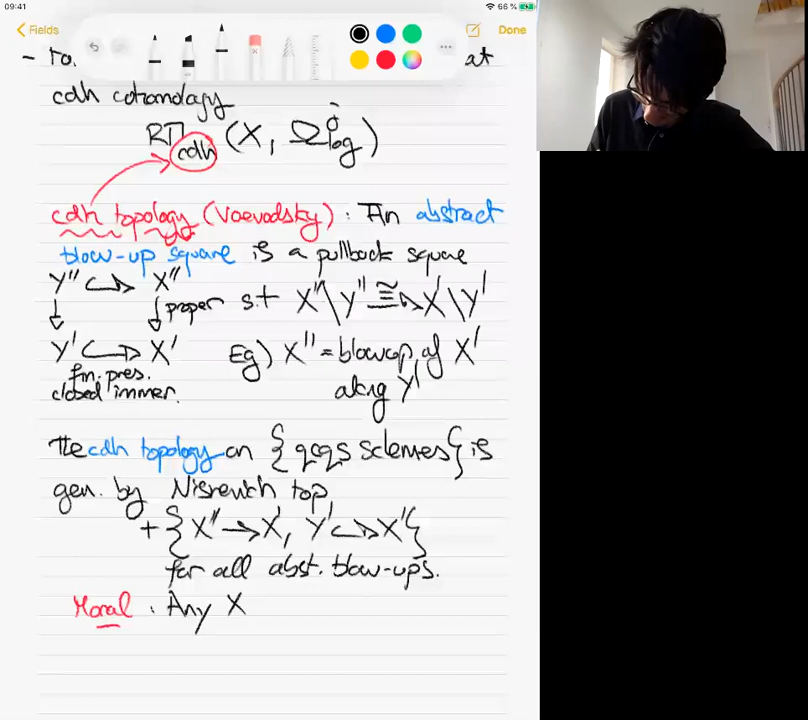 09:41 66 %
Fields Done
- To at
cdh cohomology
RΓcdh (X, Ωⁱlog)
cdh topology (Voevodsky) : An abstract
blow-up square is a pullback square
Y'' ↪ X''
↓ ↓ proper s.t X''\Y'' ≅→ X'\Y'
Y' ↪ X' Eg) X'' = blowup of X'
fin. pres.
closed immer. along Y'
The cdh topology on { qcqs schemes } is
gen. by Nisnevich top
+ { X'' → X', Y' ↪ X' }
for all abst. blow-ups.
Moral : Any X